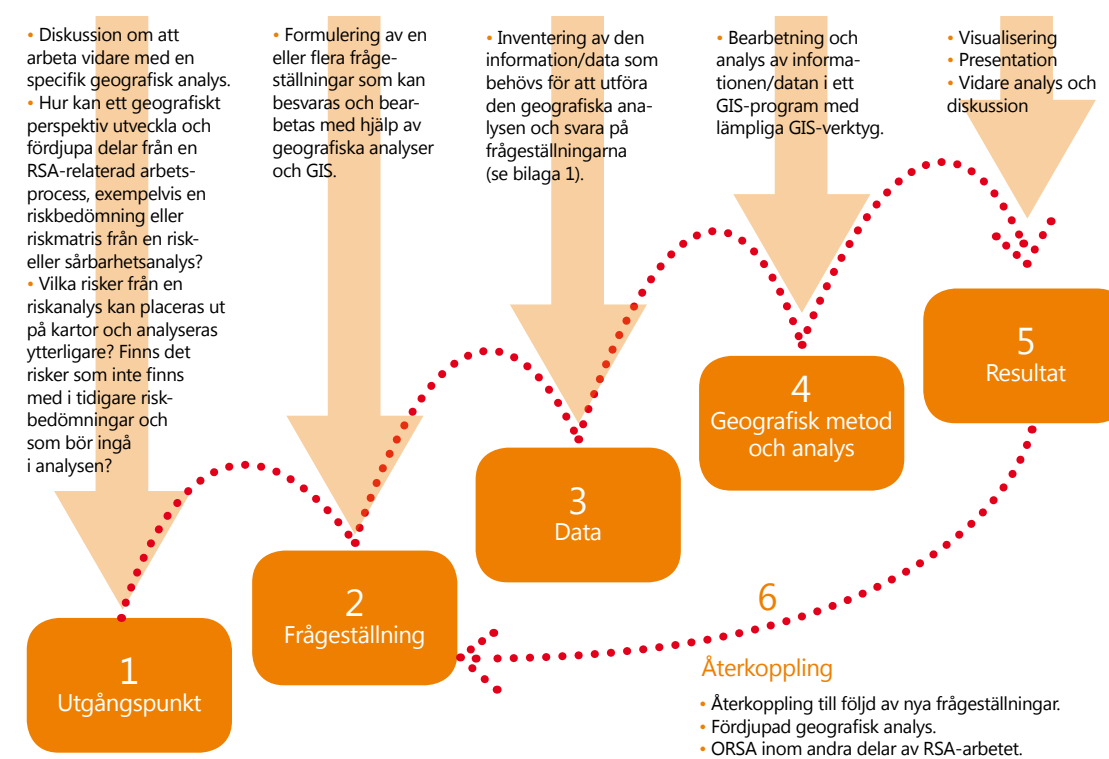 • Diskussion om att
arbeta vidare med en
specifik geografisk analys.
• Hur kan ett geografiskt
perspektiv utveckla och
fördjupa delar från en
RSA-relaterad arbets-
process, exempelvis en
riskbedömning eller
riskmatris från en risk-
eller sårbarhetsanalys?
• Vilka risker från en
riskanalys kan placeras ut
på kartor och analyseras
ytterligare? Finns det
risker som inte finns
med i tidigare risk-
bedömningar och
som bör ingå
i analysen?
• Formulering av en
eller flera fråge-
ställningar som kan
besvaras och bear-
betas med hjälp av
geografiska analyser
och GIS.
• Inventering av den
information/data som
behövs för att utföra
den geografiska ana-
lysen och svara på
frågeställningarna
(se bilaga 1).
• Bearbetning och
analys av informa-
tionen/datan i ett
GIS-program med
lämpliga GIS-verktyg.
• Visualisering
• Presentation
• Vidare analys och
diskussion
1
Utgångspunkt
2
Frågeställning
3
Data
4
Geografisk metod
och analys
5
Resultat
6
Återkoppling
• Återkoppling till följd av nya frågeställningar.
• Fördjupad geografisk analys.
• ORSA inom andra delar av RSA-arbetet.